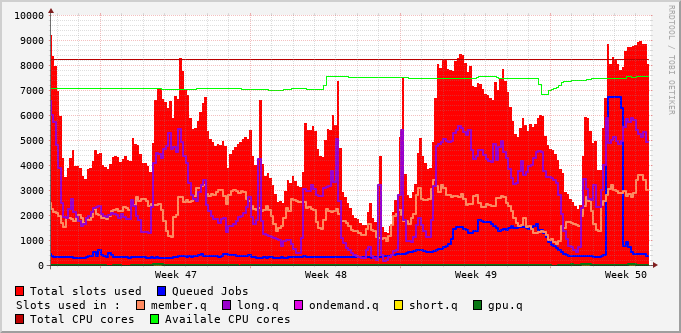 RRDTOOL / TOBI OETIKER
10000
9000
8000
7000
6000
5000
4000
3000
2000
1000
0
Week 47 Week 48 Week 49 Week 50
Total slots used Queued Jobs
Slots used in : member.q long.q ondemand.q short.q gpu.q
Total CPU cores Availale CPU cores